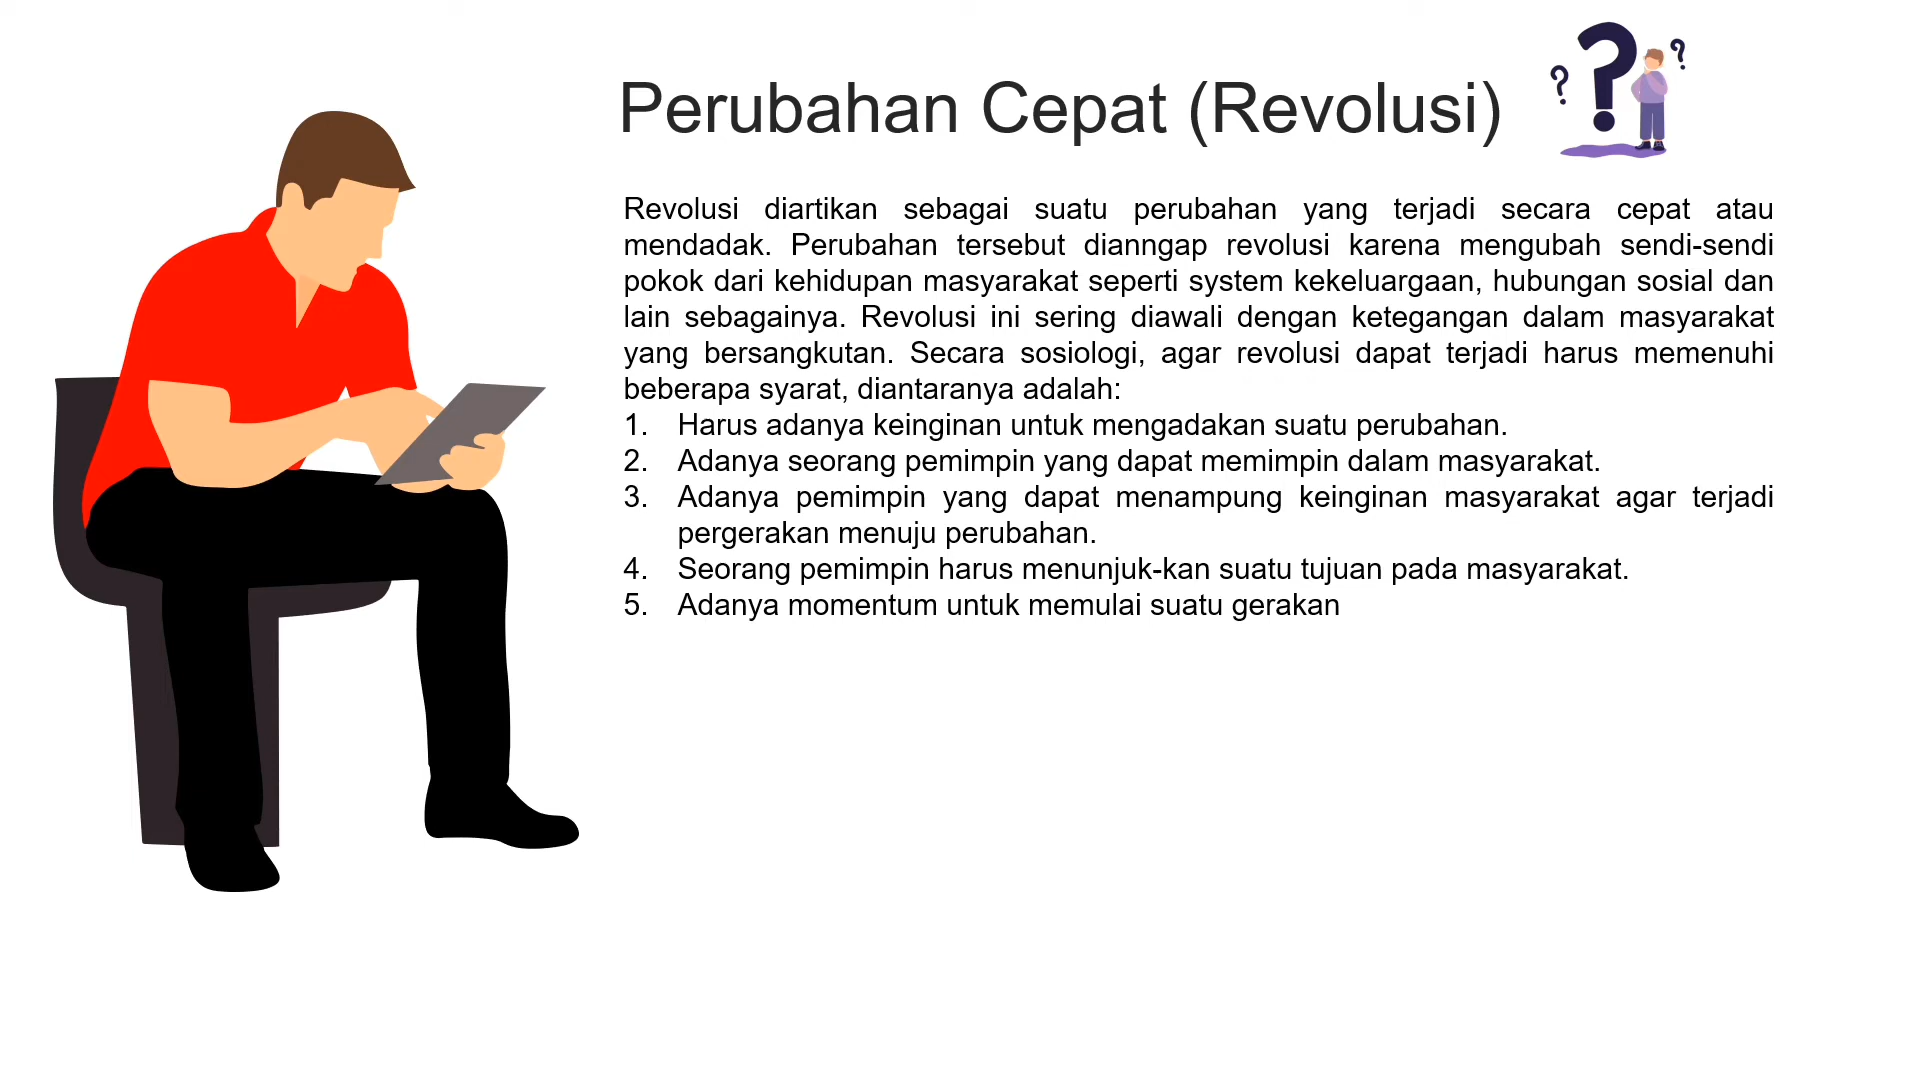 Perubahan Cepat (Revolusi)
Revolusi diartikan sebagai suatu perubahan yang terjadi secara cepat atau
mendadak. Perubahan tersebut dianngap revolusi karena mengubah sendi-sendi
pokok dari kehidupan masyarakat seperti system kekeluargaan, hubungan sosial dan
lain sebagainya. Revolusi ini sering diawali dengan ketegangan dalam masyarakat
yang bersangkutan. Secara sosiologi, agar revolusi dapat terjadi harus memenuhi
beberapa syarat, diantaranya adalah:
1. Harus adanya keinginan untuk mengadakan suatu perubahan.
2. Adanya seorang pemimpin yang dapat memimpin dalam masyarakat.
3. Adanya pemimpin yang dapat menampung keinginan masyarakat agar terjadi
pergerakan menuju perubahan.
4. Seorang pemimpin harus menunjuk-kan suatu tujuan pada masyarakat.
5. Adanya momentum untuk memulai suatu gerakan